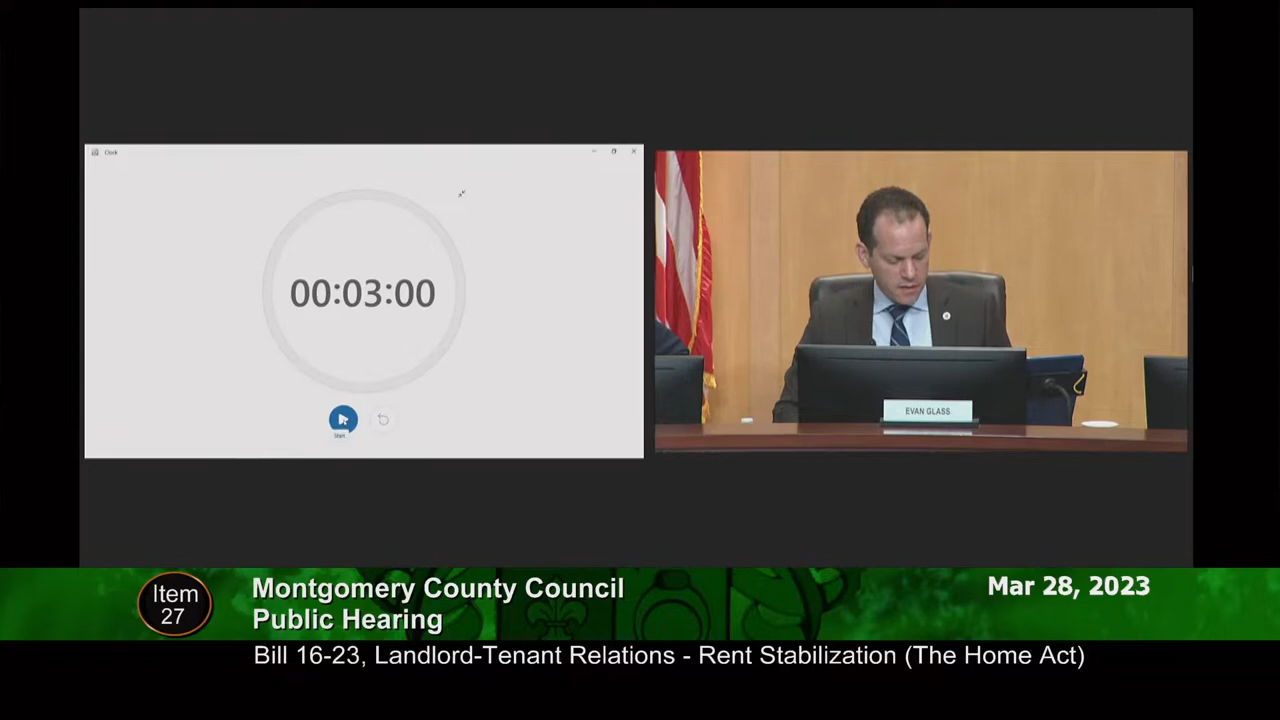 Clock
00:03:00
Start
EVAN GLASS
Item
27
Montgomery County Council
Public Hearing
Mar 28, 2023
Bill 16-23, Landlord-Tenant Relations - Rent Stabilization (The Home Act)